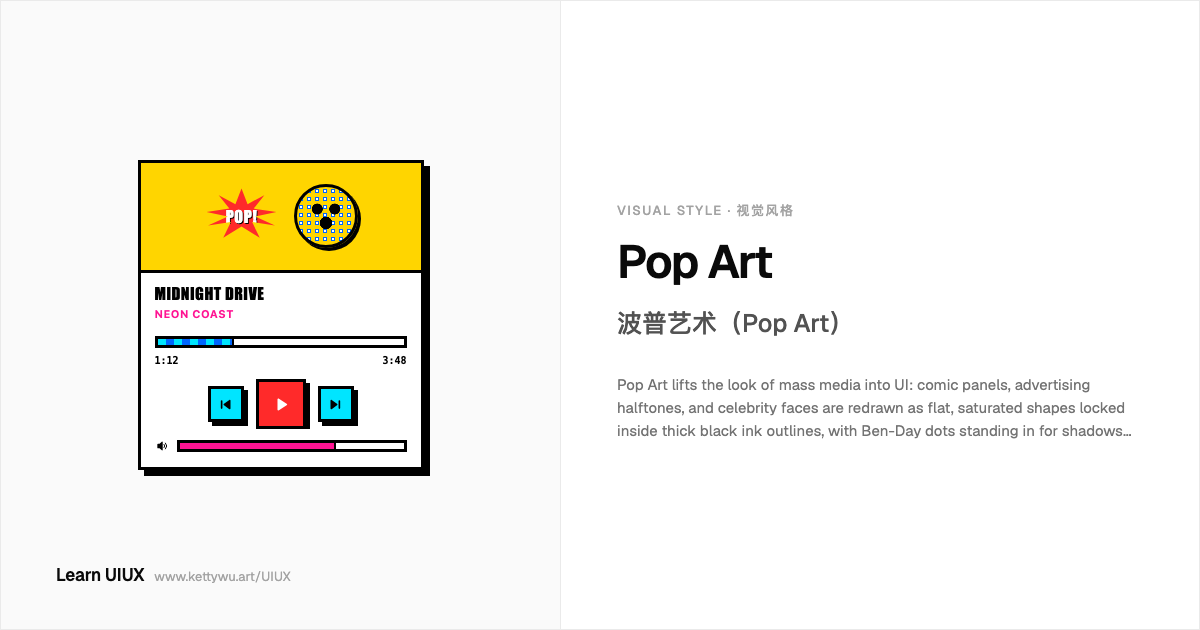 POP!
MIDNIGHT DRIVE
NEON COAST
1:12 3:48
Learn UIUX www.kettywu.art/UIUX
VISUAL STYLE · 视觉风格
Pop Art
波普艺术（Pop Art）
Pop Art lifts the look of mass media into UI: comic panels, advertising
halftones, and celebrity faces are redrawn as flat, saturated shapes locked
inside thick black ink outlines, with Ben-Day dots standing in for shadows…